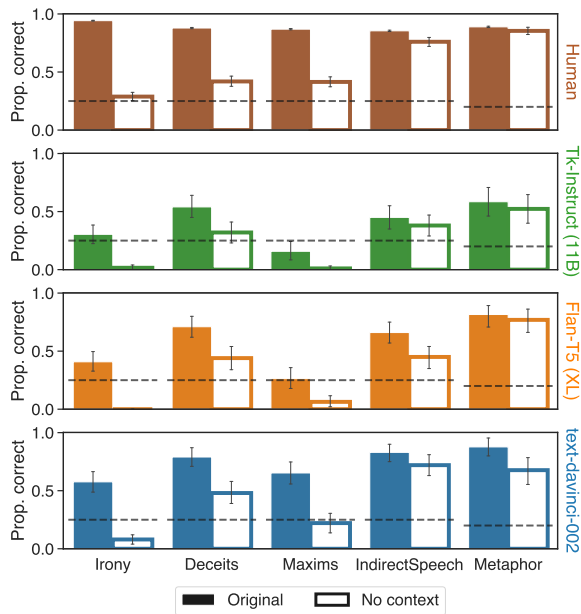 1.0
0.5
0.0
Prop. correct
Human
1.0
0.5
0.0
Prop. correct
Tk-Instruct (11B)
1.0
0.5
0.0
Prop. correct
Flan-T5 (XL)
1.0
0.5
0.0
Prop. correct
text-davinci-002
Irony Deceits Maxims IndirectSpeech Metaphor
Original No context